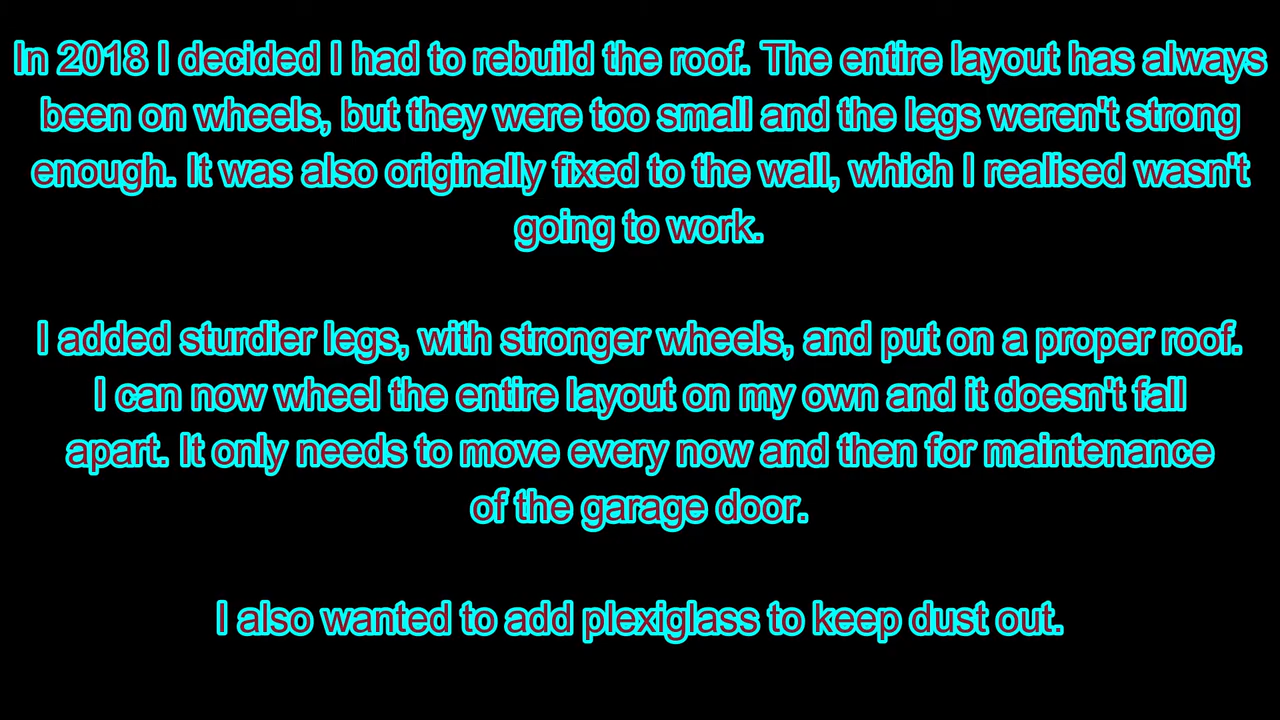 In 2018 I decided I had to rebuild the roof. The entire layout has always
been on wheels, but they were too small and the legs weren't strong
enough. It was also originally fixed to the wall, which I realised wasn't
going to work.
I added sturdier legs, with stronger wheels, and put on a proper roof.
I can now wheel the entire layout on my own and it doesn't fall
apart. It only needs to move every now and then for maintenance
of the garage door.
I also wanted to add plexiglass to keep dust out.